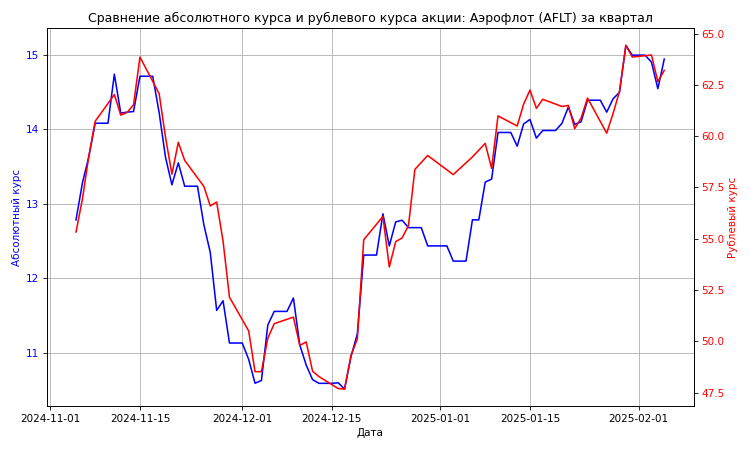 Сравнение абсолютного курса и рублевого курса акции: Аэрофлот (AFLT) за квартал
Абсолютный курс
15
14
13
12
11
65.0
62.5
60.0
57.5
55.0
52.5
50.0
47.5
Рублевый курс
2024-11-01 2024-11-15 2024-12-01 2024-12-15 2025-01-01 2025-01-15 2025-02-01
Дата